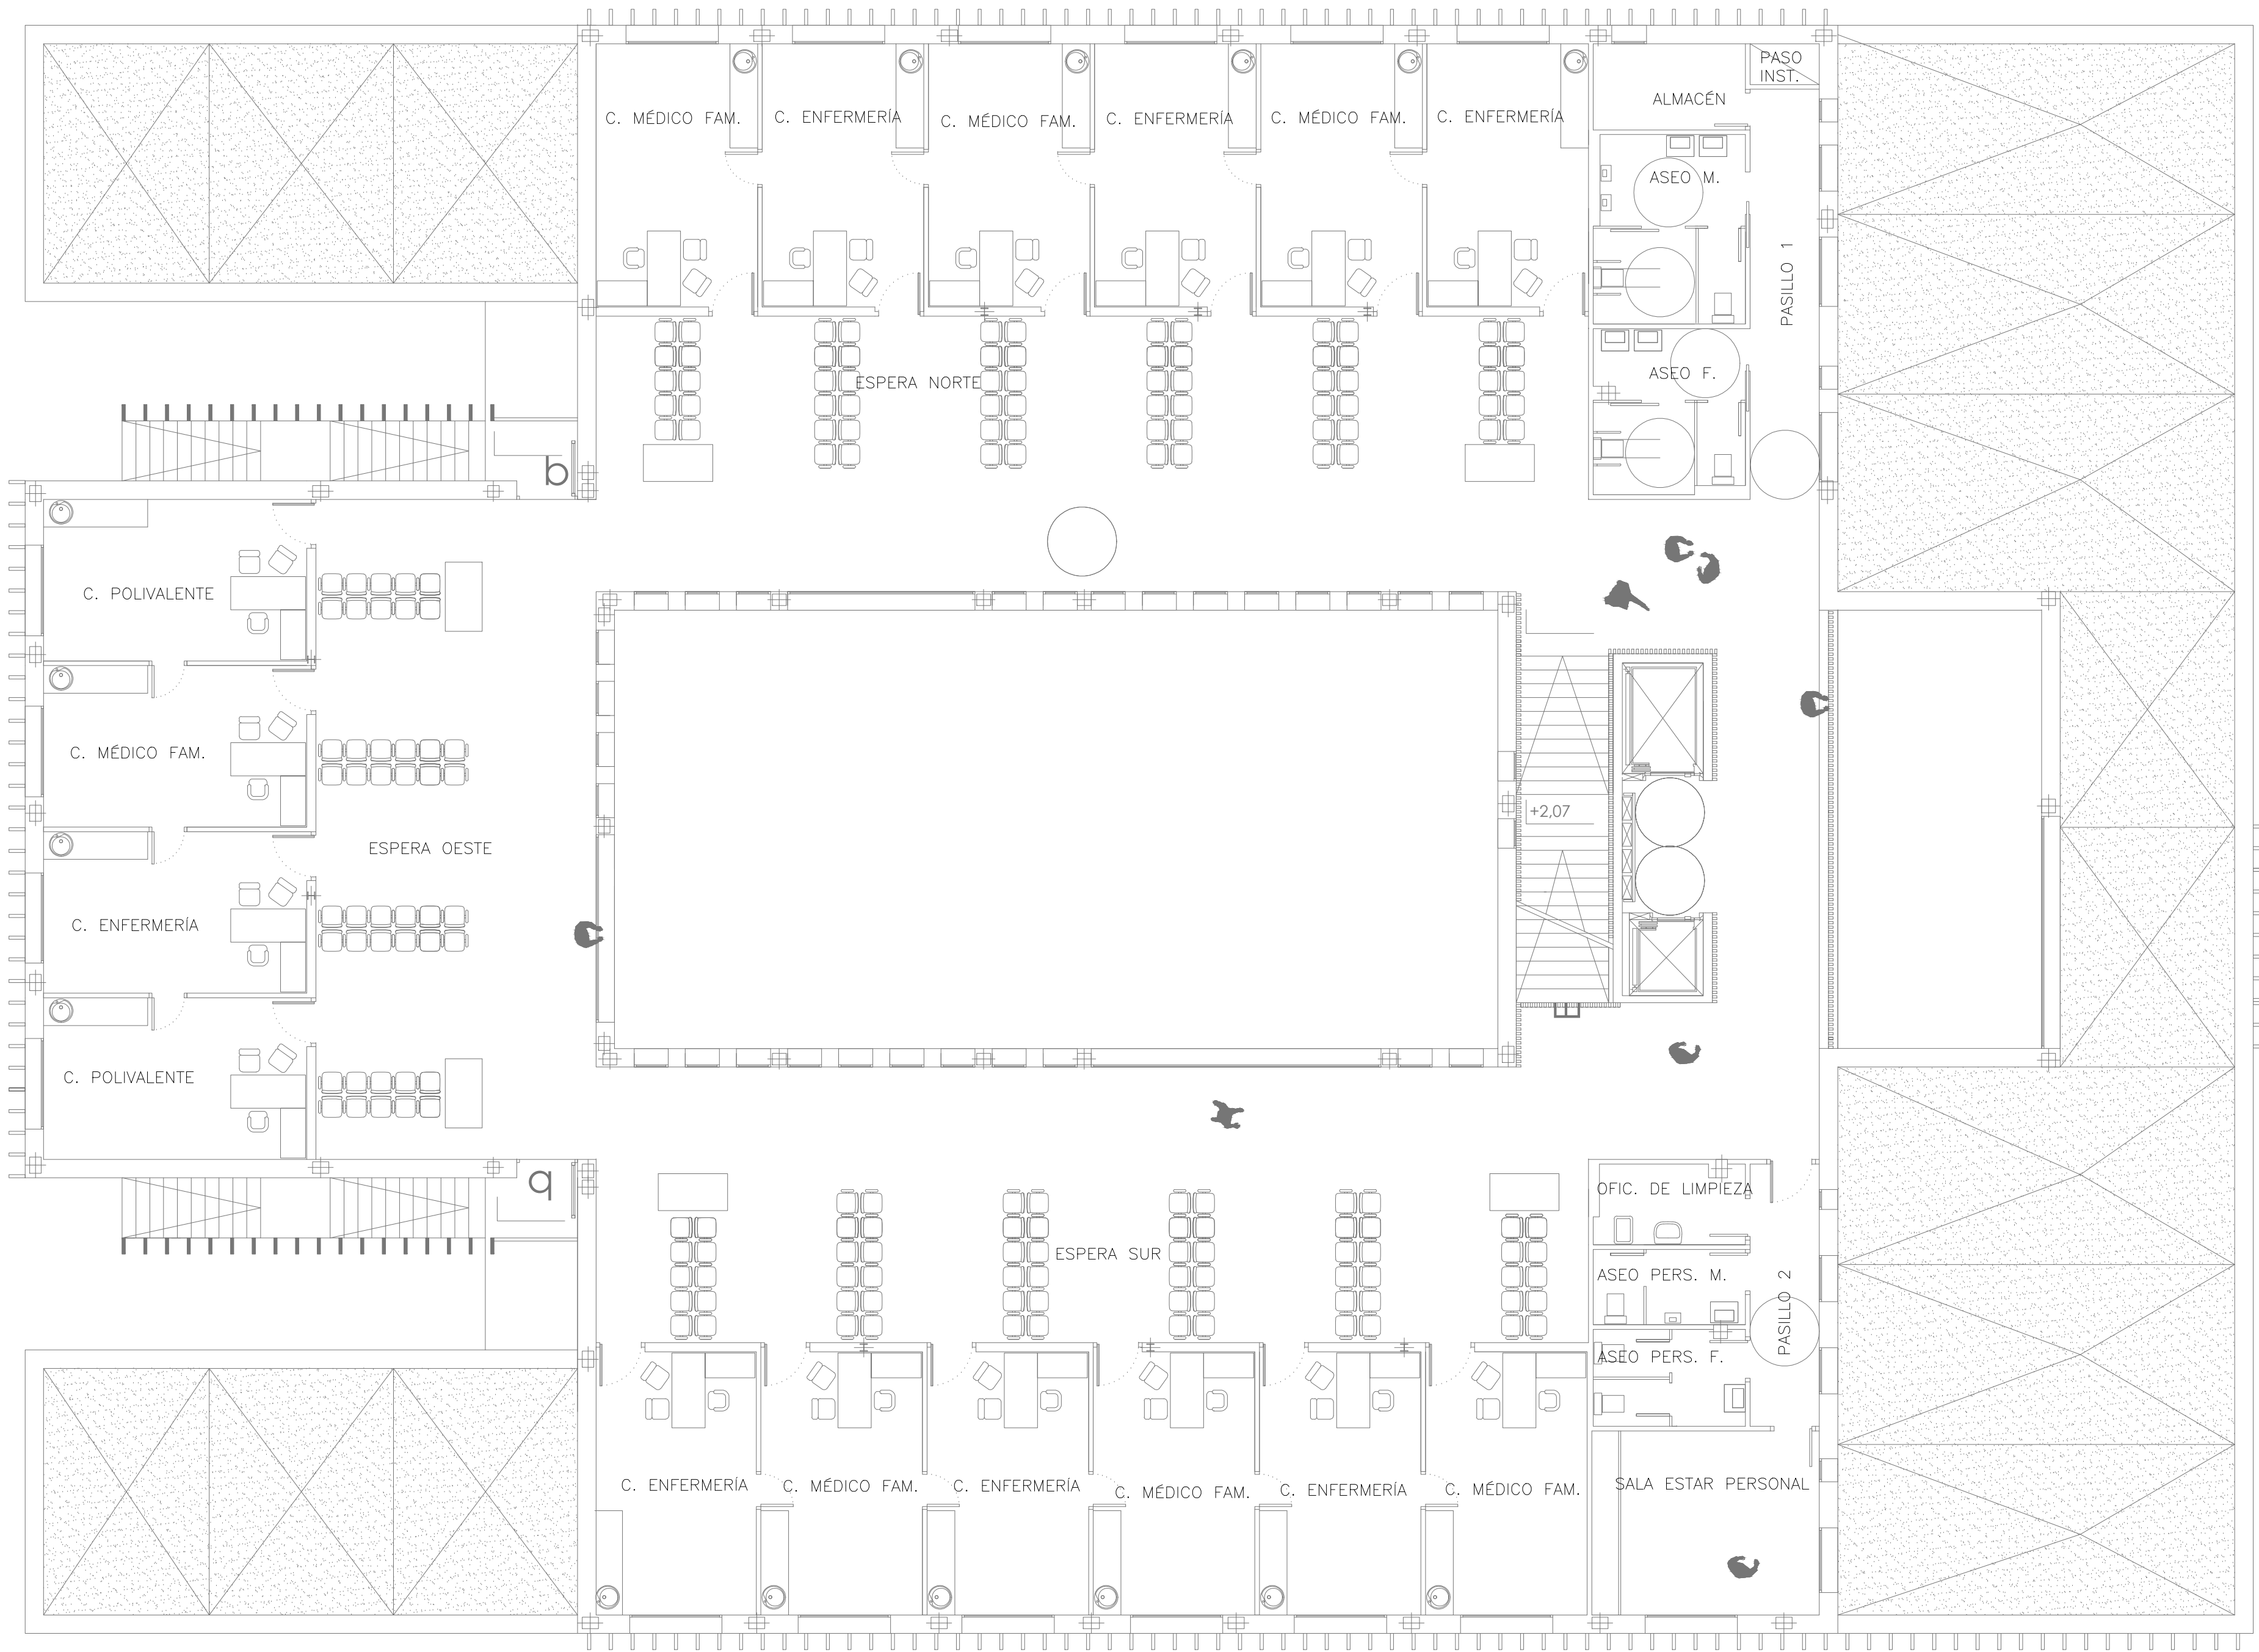 PASO
INST.
ALMACÉN
C. MÉDICO FAM.
C. ENFERMERÍA
C. MÉDICO FAM.
C. ENFERMERÍA
C. MÉDICO FAM.
C. ENFERMERÍA
ASEO M.
PASILLO 1
ASEO F.
ESPERA NORTE
b
C. POLIVALENTE
C. MÉDICO FAM.
+2,07
ESPERA OESTE
C. ENFERMERÍA
C. POLIVALENTE
q
OFIC. DE LIMPIEZA
ESPERA SUR
ASEO PERS. M.
PASILLO 2
ASEO PERS. F.
C. ENFERMERÍA
C. MÉDICO FAM.
C. ENFERMERÍA
C. MÉDICO FAM.
C. ENFERMERÍA
C. MÉDICO FAM.
SALA ESTAR PERSONAL